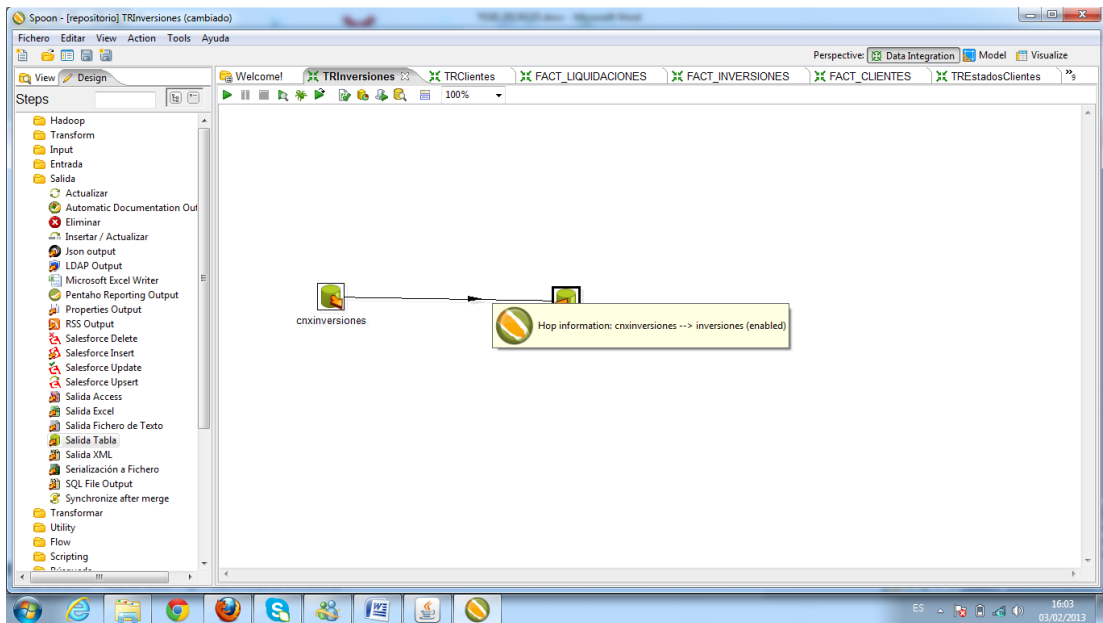 Spoon - [repositorio] TRInversiones (cambiado)
Fichero Editar View Action Tools Ayuda
Perspective: Data Integration Model Visualize
View Design
Welcome! TRInversiones TRClientes FACT_LIQUIDACIONES FACT_INVERSIONES FACT_CLIENTES TREstadosClientes »9
Steps
100%
Hadoop
Transform
Input
Entrada
Salida
Actualizar
Automatic Documentation Out
Eliminar
Insertar / Actualizar
Json output
LDAP Output
Microsoft Excel Writer
Pentaho Reporting Output
Properties Output
RSS Output
Salesforce Delete
Salesforce Insert
Salesforce Update
Salesforce Upsert
Salida Access
Salida Excel
Salida Fichero de Texto
Salida Tabla
Salida XML
Serialización a Fichero
SQL File Output
Synchronize after merge
Transformar
Utility
Flow
Scripting
cnxinversiones
Hop information: cnxinversiones --> inversiones (enabled)
ES
16:03
03/02/2013